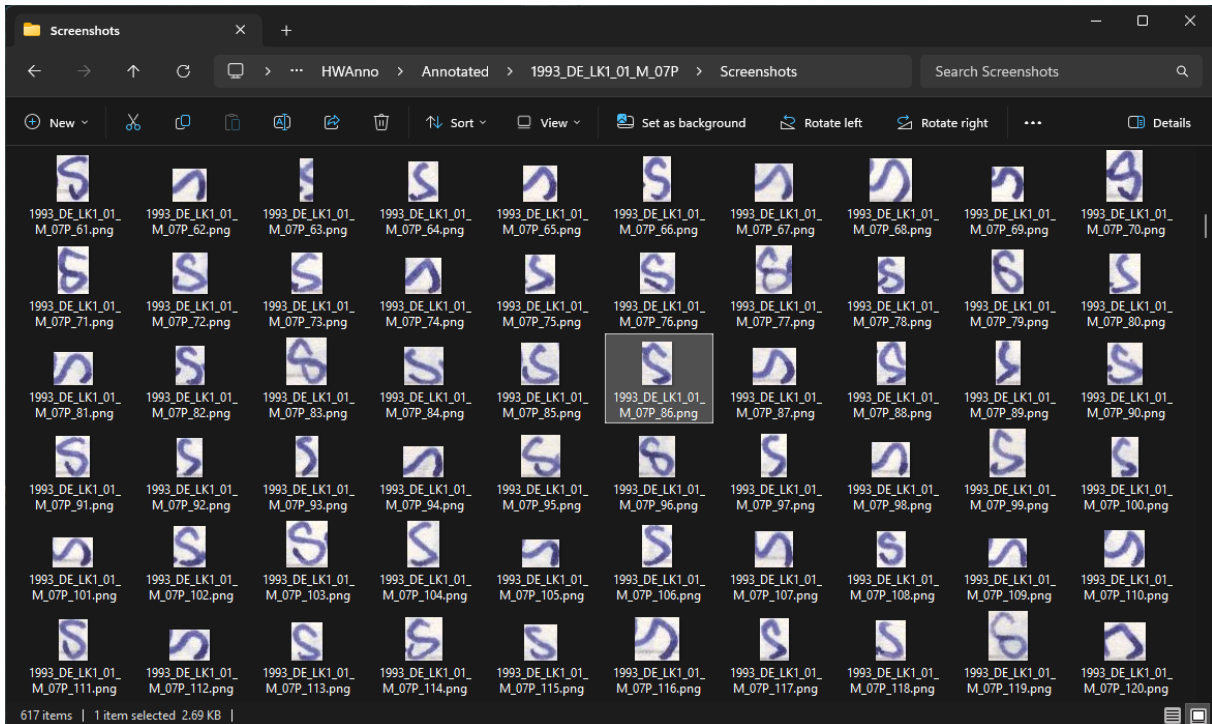 Screenshots
HWAnno > Annotated > 1993_DE_LK1_01_M_07P > Screenshots
Search Screenshots
New
Sort
View
Set as background
Rotate left
Rotate right
Details
S S S S S S
1993_DE_LK1_01_M_07P_61.png 1993_DE_LK1_01_M_07P_62.png 1993_DE_LK1_01_M_07P_63.png 1993_DE_LK1_01_M_07P_64.png 1993_DE_LK1_01_M_07P_65.png 1993_DE_LK1_01_M_07P_66.png 1993_DE_LK1_01_M_07P_67.png 1993_DE_LK1_01_M_07P_68.png 1993_DE_LK1_01_M_07P_69.png 1993_DE_LK1_01_M_07P_70.png
1993_DE_LK1_01_M_07P_71.png 1993_DE_LK1_01_M_07P_72.png 1993_DE_LK1_01_M_07P_73.png 1993_DE_LK1_01_M_07P_74.png 1993_DE_LK1_01_M_07P_75.png 1993_DE_LK1_01_M_07P_76.png 1993_DE_LK1_01_M_07P_77.png 1993_DE_LK1_01_M_07P_78.png 1993_DE_LK1_01_M_07P_79.png 1993_DE_LK1_01_M_07P_80.png
1993_DE_LK1_01_M_07P_81.png 1993_DE_LK1_01_M_07P_82.png 1993_DE_LK1_01_M_07P_83.png 1993_DE_LK1_01_M_07P_84.png 1993_DE_LK1_01_M_07P_85.png 1993_DE_LK1_01_M_07P_86.png 1993_DE_LK1_01_M_07P_87.png 1993_DE_LK1_01_M_07P_88.png 1993_DE_LK1_01_M_07P_89.png 1993_DE_LK1_01_M_07P_90.png
1993_DE_LK1_01_M_07P_91.png 1993_DE_LK1_01_M_07P_92.png 1993_DE_LK1_01_M_07P_93.png 1993_DE_LK1_01_M_07P_94.png 1993_DE_LK1_01_M_07P_95.png 1993_DE_LK1_01_M_07P_96.png 1993_DE_LK1_01_M_07P_97.png 1993_DE_LK1_01_M_07P_98.png 1993_DE_LK1_01_M_07P_99.png 1993_DE_LK1_01_M_07P_100.png
1993_DE_LK1_01_M_07P_101.png 1993_DE_LK1_01_M_07P_102.png 1993_DE_LK1_01_M_07P_103.png 1993_DE_LK1_01_M_07P_104.png 1993_DE_LK1_01_M_07P_105.png 1993_DE_LK1_01_M_07P_106.png 1993_DE_LK1_01_M_07P_107.png 1993_DE_LK1_01_M_07P_108.png 1993_DE_LK1_01_M_07P_109.png 1993_DE_LK1_01_M_07P_110.png
1993_DE_LK1_01_M_07P_111.png 1993_DE_LK1_01_M_07P_112.png 1993_DE_LK1_01_M_07P_113.png 1993_DE_LK1_01_M_07P_114.png 1993_DE_LK1_01_M_07P_115.png 1993_DE_LK1_01_M_07P_116.png 1993_DE_LK1_01_M_07P_117.png 1993_DE_LK1_01_M_07P_118.png 1993_DE_LK1_01_M_07P_119.png 1993_DE_LK1_01_M_07P_120.png
617 items | 1 item selected 2.69 KB |